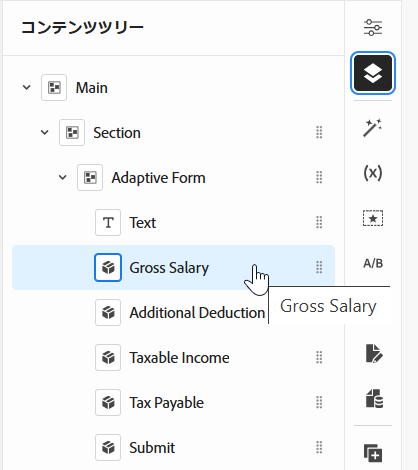 コンテンツツリー
Main
Section
Adaptive Form
T Text
Gross Salary
Additional Deduction
Gross Salary
Taxable Income
Tax Payable
Submit
(x)
A/B